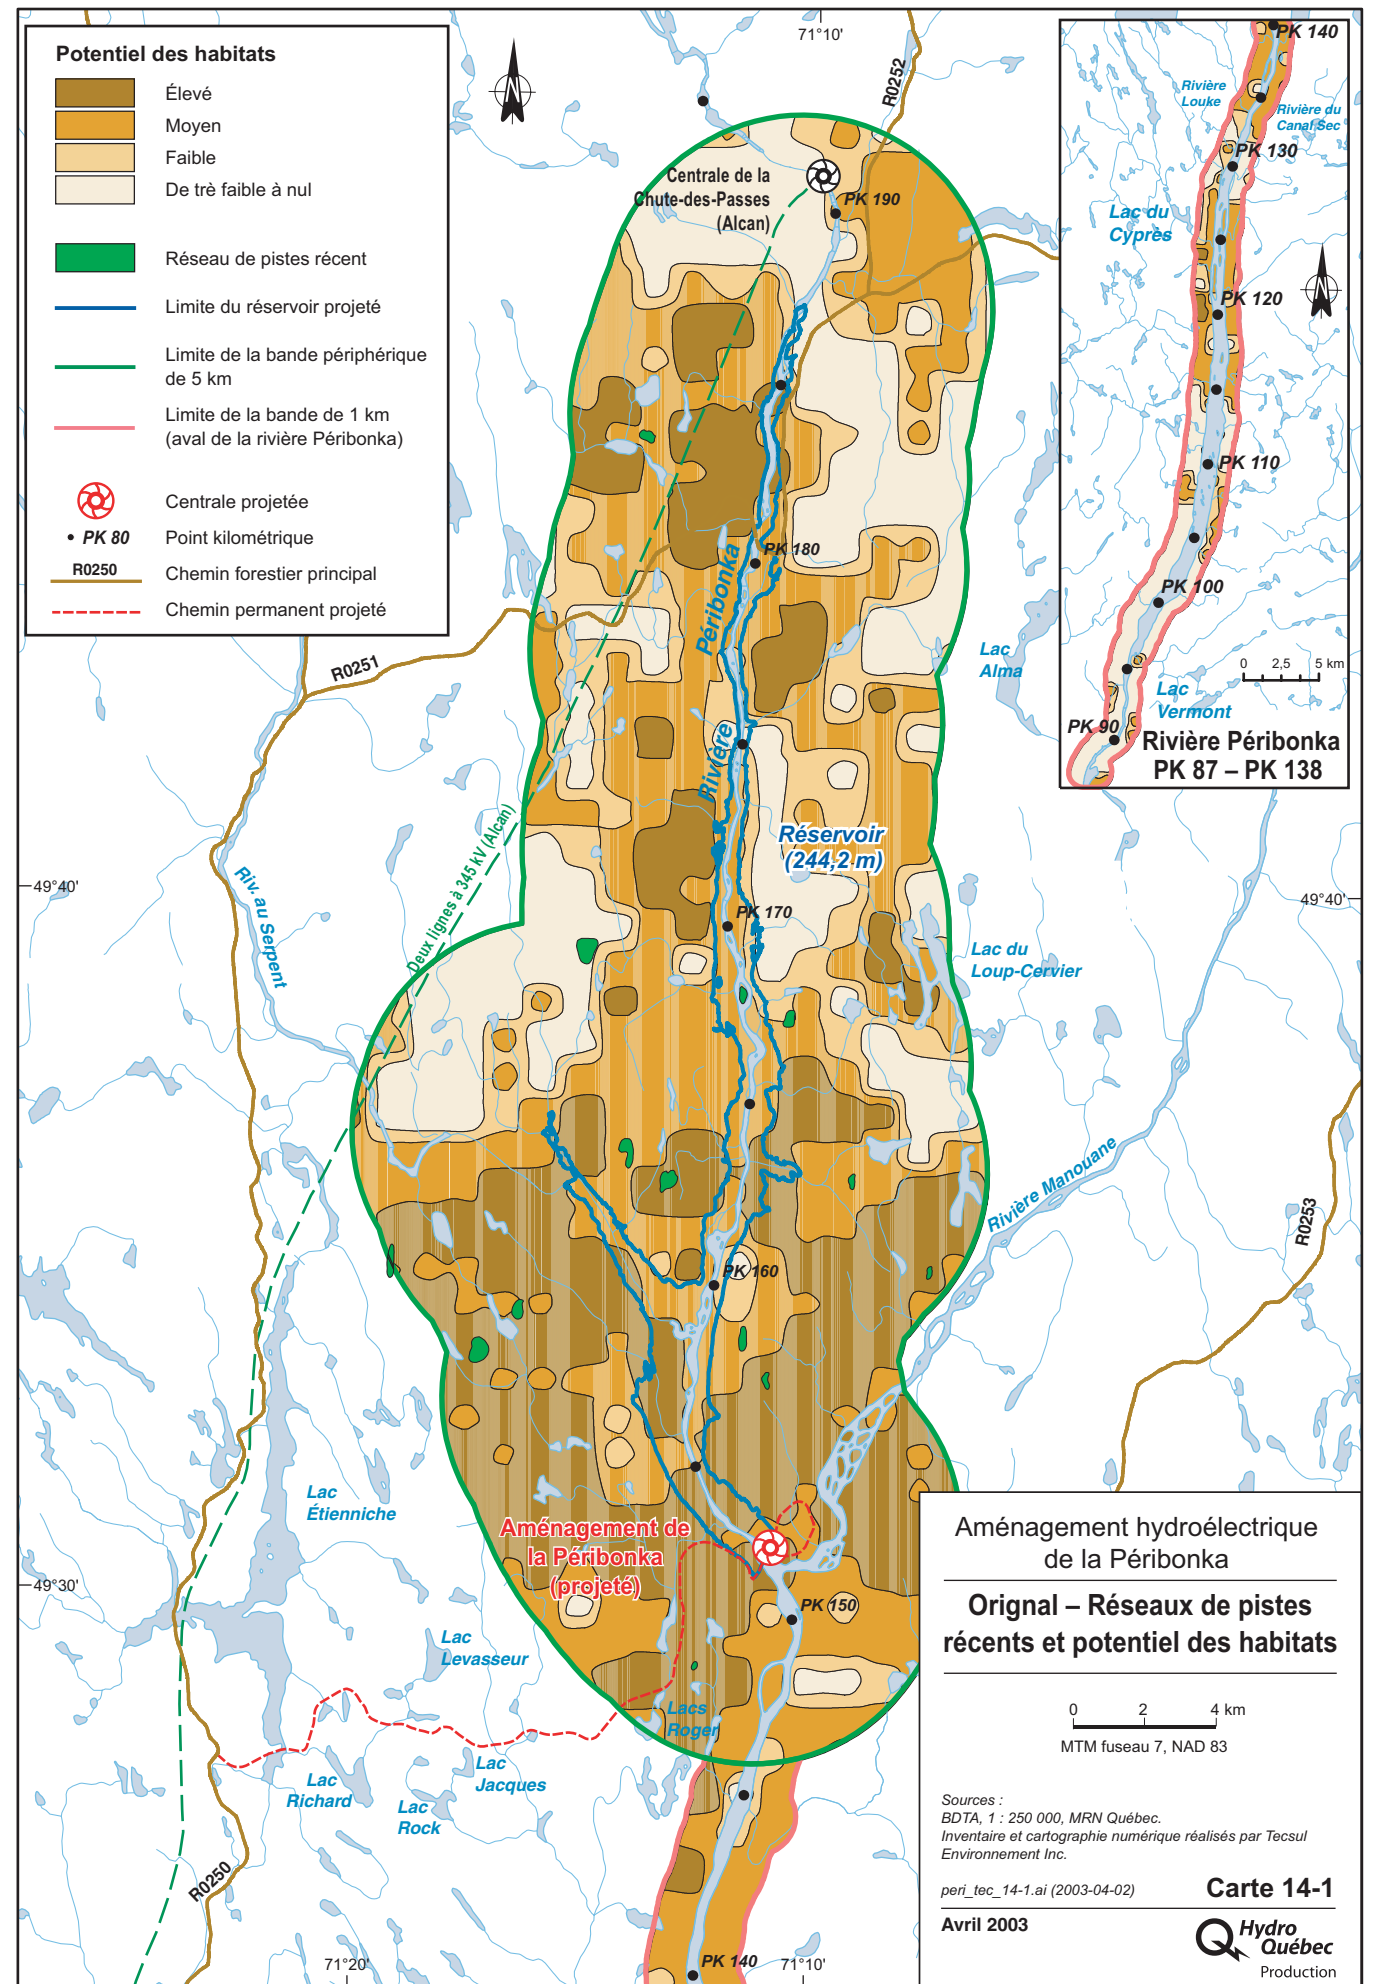 Potentiel des habitats
Élevé
Moyen
Faible
De trè faible à nul
Réseau de pistes récent
Limite du réservoir projeté
Limite de la bande périphérique
de 5 km
Limite de la bande de 1 km
(aval de la rivière Péribonka)
Centrale projetée
PK 80
Point kilométrique
R0250
Chemin forestier principal
Chemin permanent projeté
71°10'
R0252
Centrale de la
Chute-des-Passes
(Alcan)
PK 190
PK 140
Rivière
Louke
Rivière du
Canal Sec
PK 130
Lac du
Cyprès
PK 120
PK 110
PK 100
0 2,5 5 km
Lac
Vermont
PK 90
Rivière Péribonka
PK 87 – PK 138
PK 180
Rivière Péribonka
Lac
Alma
R0251
Réservoir
(244,2 m)
Deux lignes à 345 kV (Alcan)
49°40'
49°40'
Riv. au Serpent
PK 170
Lac du
Loup-Cervier
Rivière Manouane
R0253
PK 160
Lac
Étienniche
Aménagement de
la Péribonka
(projeté)
49°30'
PK 150
Lac
Levasseur
Lacs
Roger
Lac
Jacques
Lac
Richard
Lac
Rock
R0250
71°20'
71°10'
PK 140
Aménagement hydroélectrique
de la Péribonka
Orignal – Réseaux de pistes
récents et potentiel des habitats
0 2 4 km
MTM fuseau 7, NAD 83
Sources :
BDTA, 1 : 250 000, MRN Québec.
Inventaire et cartographie numérique réalisés par Tecsul
Environnement Inc.
peri_tec_14-1.ai (2003-04-02)
Carte 14-1
Avril 2003
Hydro
Québec
Production